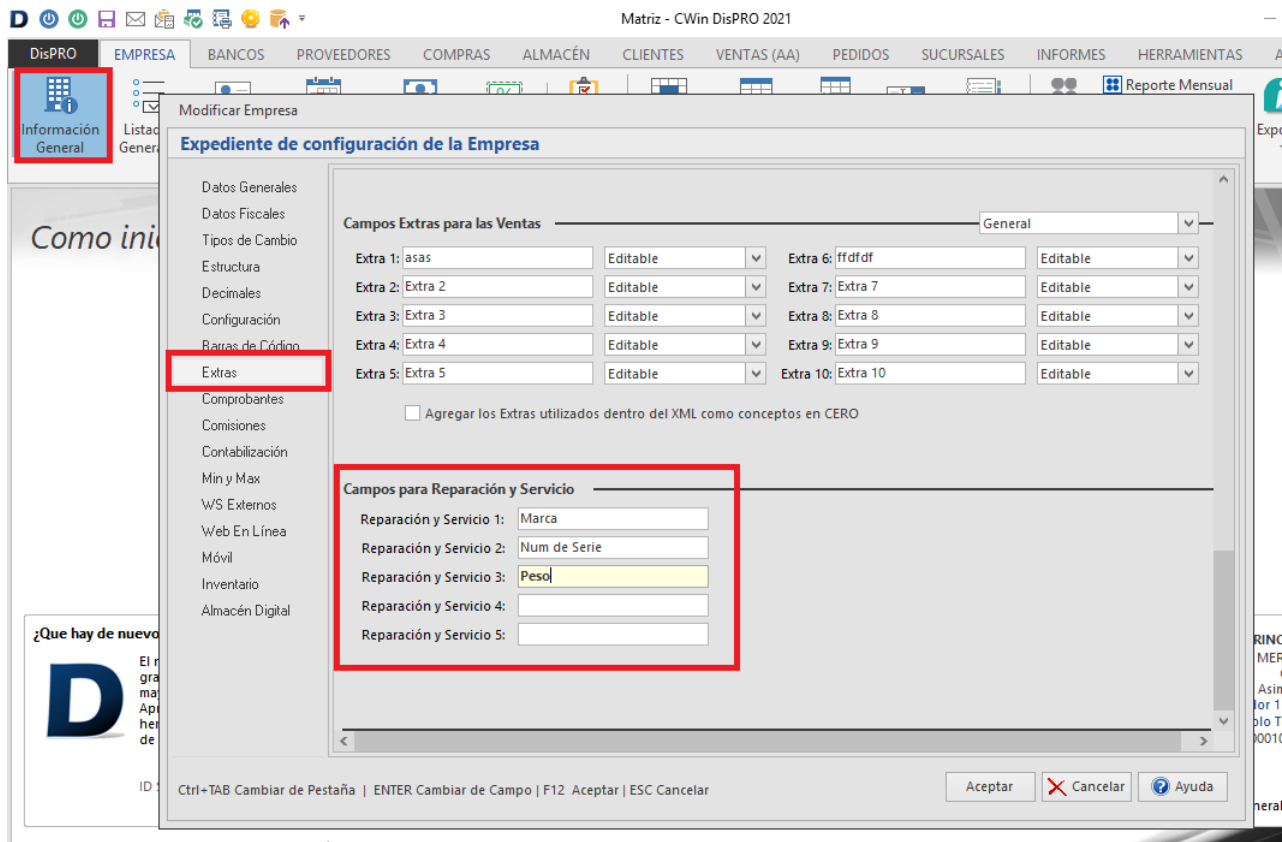 Matriz - CWin DisPRO 2021
DisPRO EMPRESA BANCOS PROVEEDORES COMPRAS ALMACÉN CLIENTES VENTAS (AA) PEDIDOS SUCURSALES INFORMES HERRAMIENTAS
Información
General
Reporte Mensual
Modificar Empresa
Expediente de configuración de la Empresa
Datos Generales
Datos Fiscales
Tipos de Cambio
Estructura
Decimales
Configuración
Barras de Código
Extras
Comprobantes
Comisiones
Contabilización
Min y Max
WS Externos
Web En Línea
Móvil
Inventario
Almacén Digital
Campos Extras para las Ventas General
Extra 1: asas Editable Extra 6: ffdfdf Editable
Extra 2: Extra 2 Editable Extra 7: Extra 7 Editable
Extra 3: Extra 3 Editable Extra 8: Extra 8 Editable
Extra 4: Extra 4 Editable Extra 9: Extra 9 Editable
Extra 5: Extra 5 Editable Extra 10: Extra 10 Editable
Agregar los Extras utilizados dentro del XML como conceptos en CERO
Campos para Reparación y Servicio
Reparación y Servicio 1: Marca
Reparación y Servicio 2: Num de Serie
Reparación y Servicio 3: Peso
Reparación y Servicio 4:
Reparación y Servicio 5:
Ctrl+TAB Cambiar de Pestaña | ENTER Cambiar de Campo | F12 Aceptar | ESC Cancelar
Aceptar Cancelar Ayuda
Como
¿Que hay de nuevo
El
de
ID